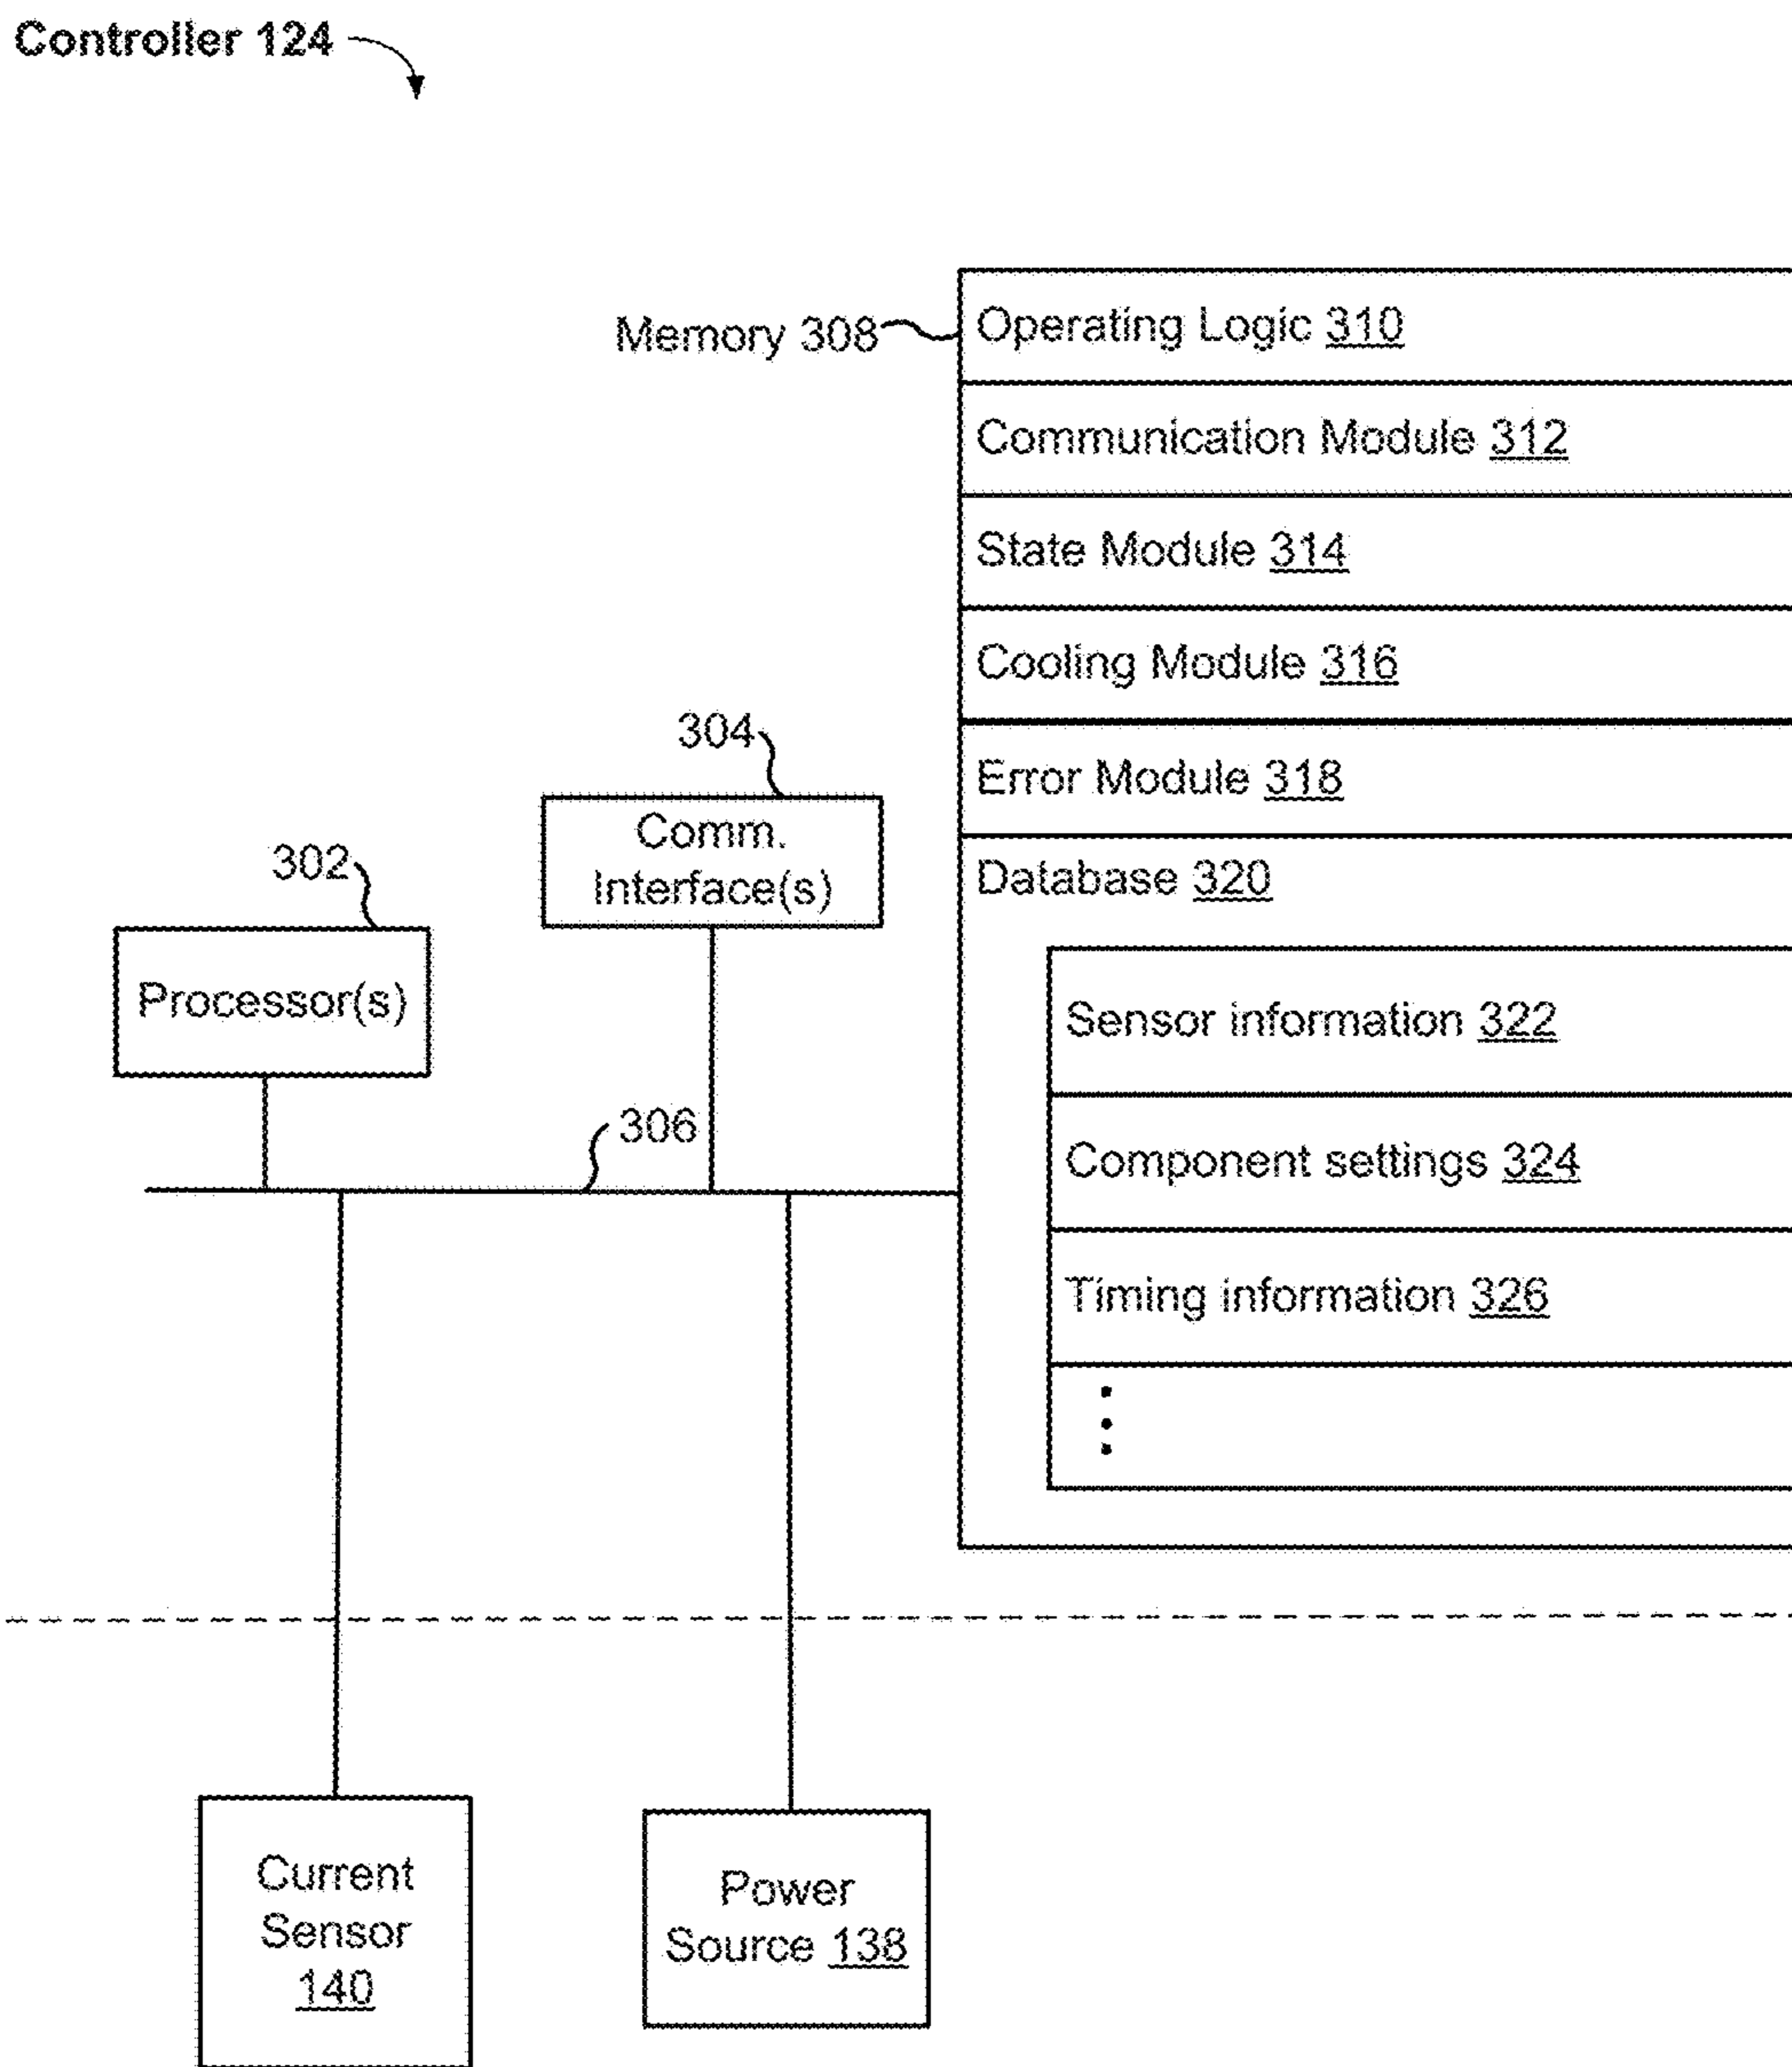 Controller 124
Memory 308
Operating Logic 310
Communication Module 312
State Module 314
Cooling Module 316
Error Module 318
Database 320
Sensor information 322
Component settings 324
Timing information 326
304
Comm.
Interface(s)
302
Processor(s)
306
Current
Sensor
140
Power
Source 138